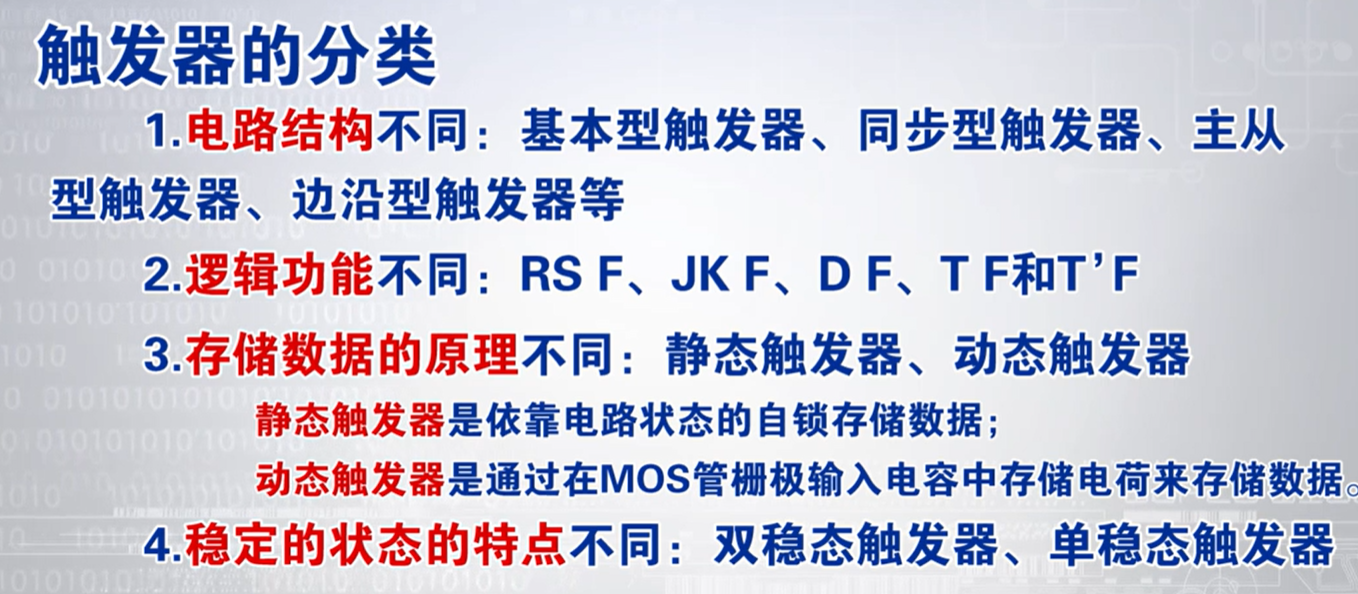 触发器的分类
1.电路结构不同：基本型触发器、同步型触发器、主从
型触发器、边沿型触发器等
2.逻辑功能不同：RS F、JK F、D F、T F和T’F
3.存储数据的原理不同：静态触发器、动态触发器
静态触发器是依靠电路状态的自锁存储数据；
动态触发器是通过在MOS管栅极输入电容中存储电荷来存储数据。
4.稳定的状态的特点不同：双稳态触发器、单稳态触发器